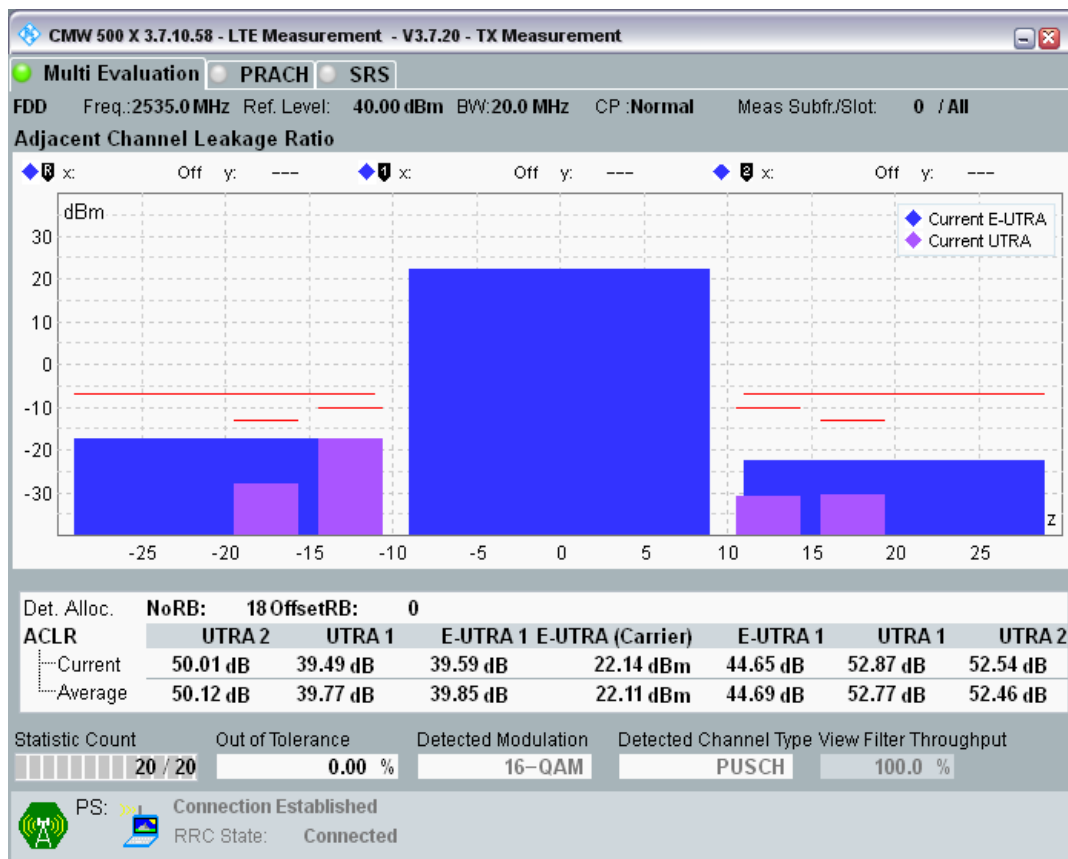 CMW 500 X 3.7.10.58 - LTE Measurement - V3.7.20 - TX Measurement
Multi Evaluation PRACH SRS
FDD Freq.:2535.0 MHz Ref. Level: 40.00 dBm BW:20.0 MHz CP :Normal Meas Subfr./Slot: 0 / All
Adjacent Channel Leakage Ratio
R x: Off y: --- 1 x: Off y: --- 2 x: Off y: ---
dBm
Current E-UTRA
Current UTRA
30
20
10
0
-10
-20
-30
z
-25 -20 -15 -10 -5 0 5 10 15 20 25
Det. Alloc. NoRB: 18 OffsetRB: 0
ACLR UTRA 2 UTRA 1 E-UTRA 1 E-UTRA (Carrier) E-UTRA 1 UTRA 1 UTRA 2
Current 50.01 dB 39.49 dB 39.59 dB 22.14 dBm 44.65 dB 52.87 dB 52.54 dB
Average 50.12 dB 39.77 dB 39.85 dB 22.11 dBm 44.69 dB 52.77 dB 52.46 dB
Statistic Count Out of Tolerance Detected Modulation Detected Channel Type View Filter Throughput
20 / 20 0.00 % 16-QAM PUSCH 100.0 %
PS: Connection Established
RRC State: Connected